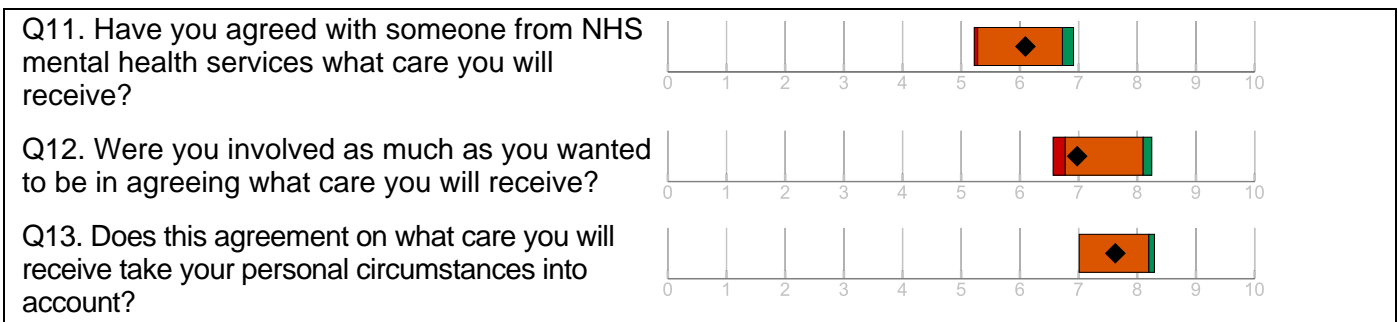 Q11. Have you agreed with someone from NHS
mental health services what care you will
receive?
0 1 2 3 4 5 6 7 8 9 10
Q12. Were you involved as much as you wanted
to be in agreeing what care you will receive?
0 1 2 3 4 5 6 7 8 9 10
Q13. Does this agreement on what care you will
receive take your personal circumstances into
account?
0 1 2 3 4 5 6 7 8 9 10